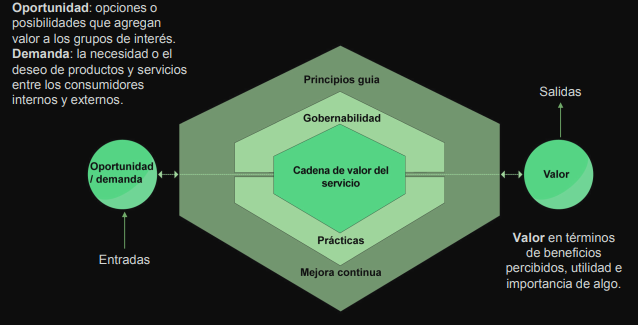 Oportunidad: opciones o
posibilidades que agregan
valor a los grupos de interés.
Demanda: la necesidad o el
deseo de productos y servicios
entre los consumidores
internos y externos.
Principios guia
Gobernabilidad
Cadena de valor del
servicio
Prácticas
Mejora continua
Oportunidad
/ demanda
Entradas
Salidas
Valor
Valor en términos
de beneficios
percibidos, utilidad e
importancia de algo.